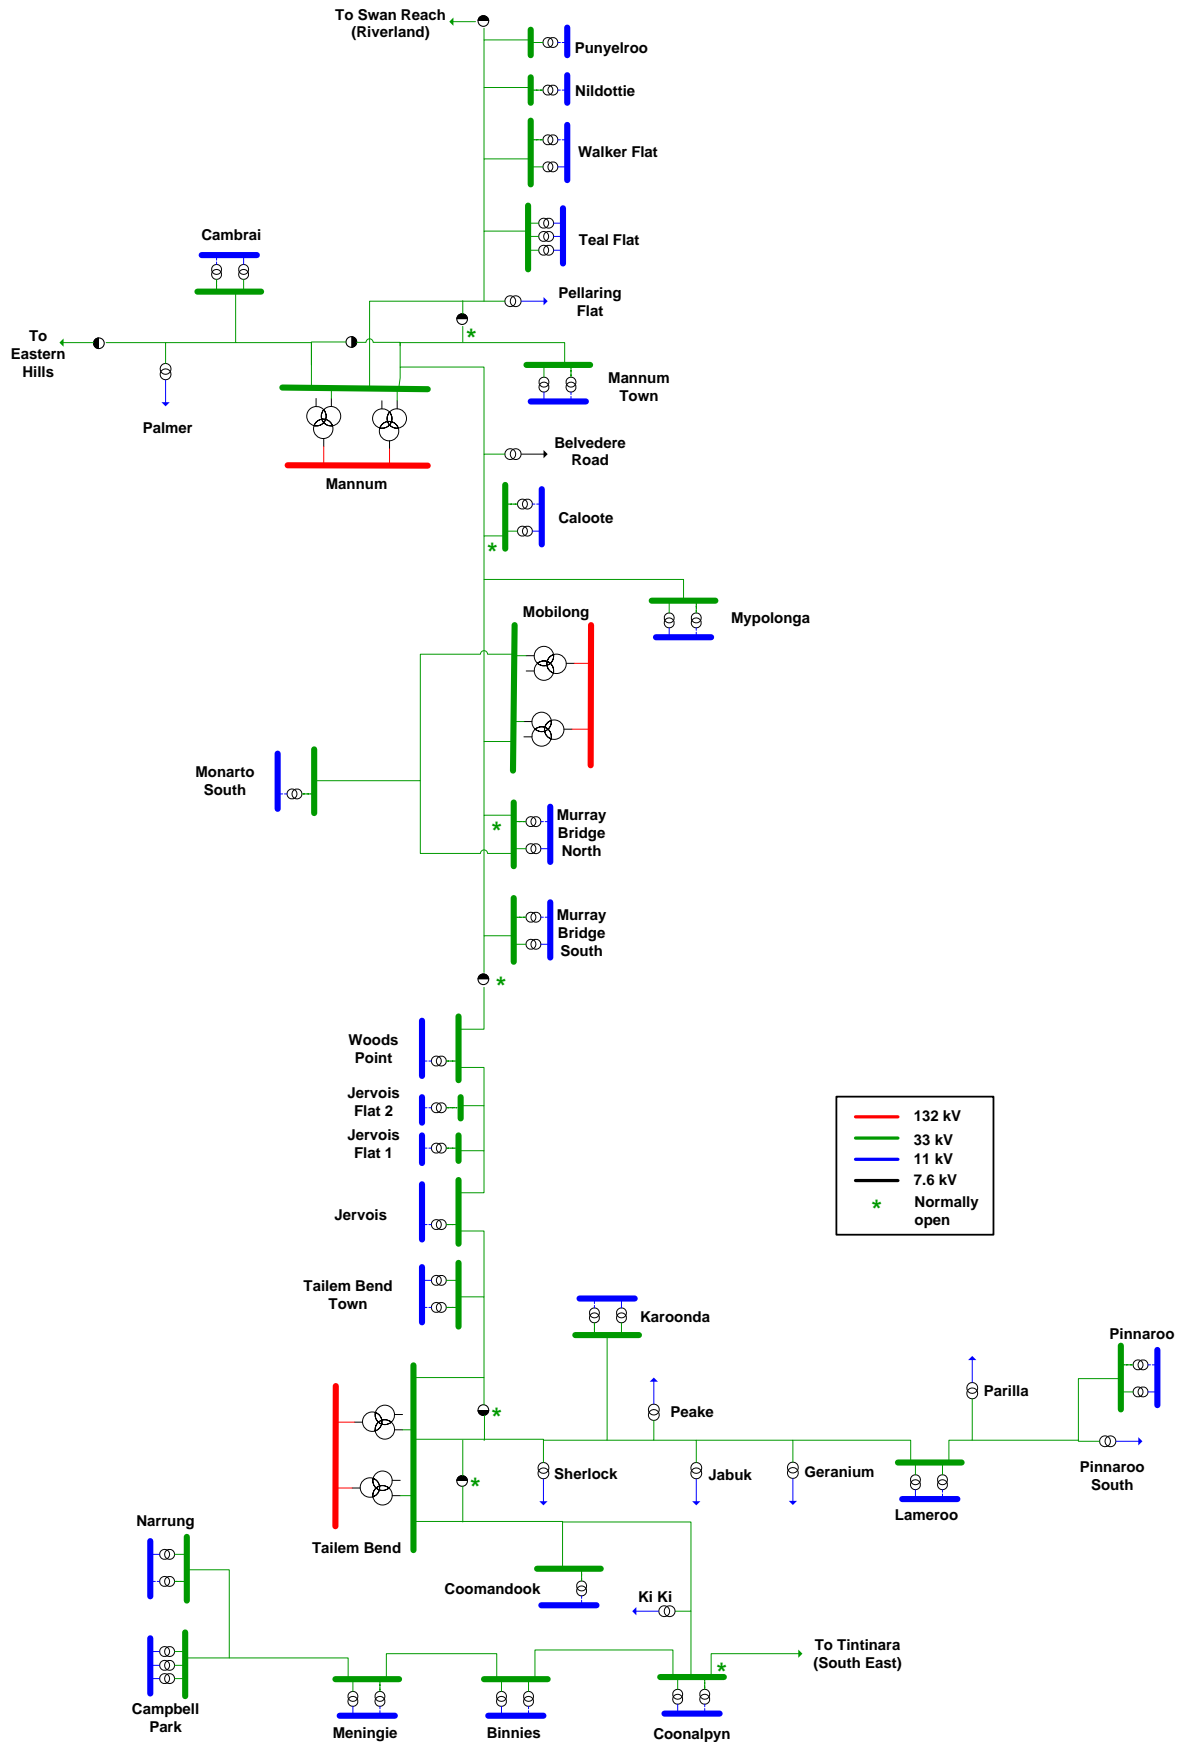 To Swan Reach
(Riverland)
Punyelroo
Nildottie
Walker Flat
Teal Flat
Cambrai
Pellaring
Flat
*
To
Eastern
Hills
Palmer
Mannum
Town
Mannum
Belvedere
Road
Caloote
*
Mypolonga
Mobilong
Monarto
South
Murray
Bridge
North
*
Murray
Bridge
South
*
Woods
Point
Jervois
Flat 2
Jervois
Flat 1
Jervois
132 kV
33 kV
11 kV
7.6 kV
* Normally
open
Tailem Bend
Town
Karoonda
Pinnaroo
Parilla
Peake
*
Sherlock
Jabuk
Geranium
Pinnaroo
South
*
Lameroo
Narrung
Tailem Bend
Coomandook
Ki Ki
To Tintinara
(South East)
*
Campbell
Park
Meningie
Binnies
Coonalpyn